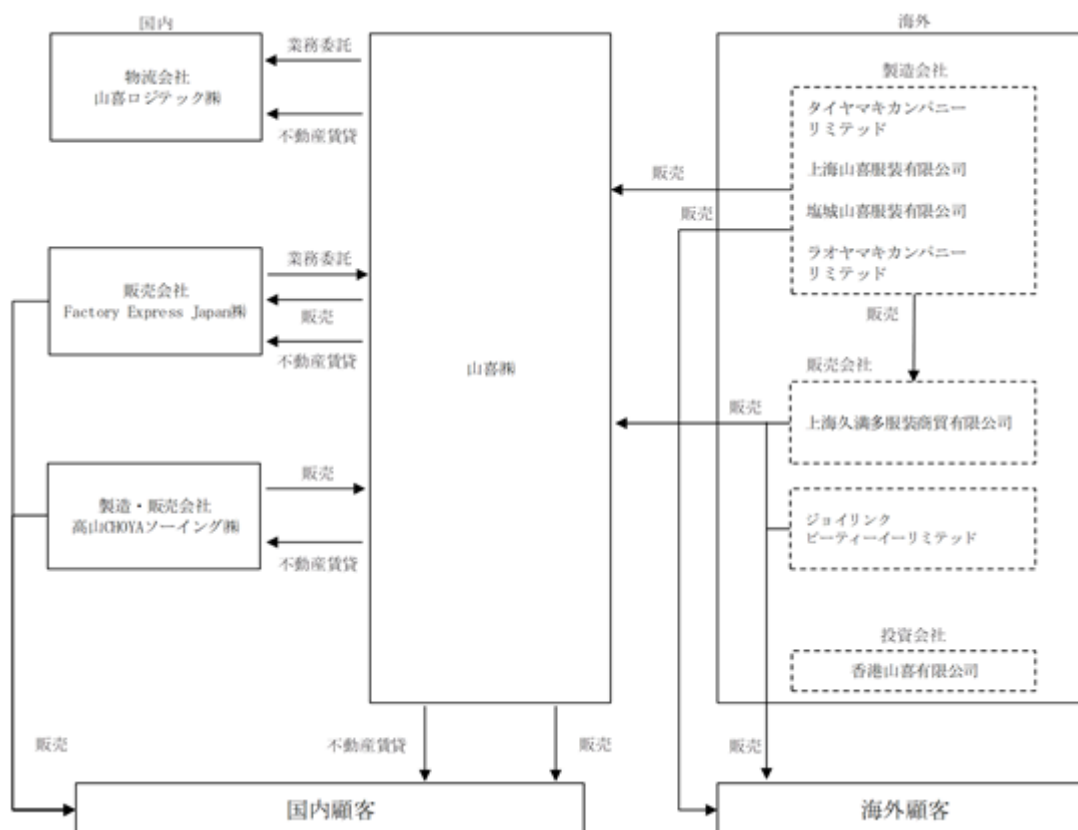 国内
物流会社
山喜ロジテック㈱
業務委託
不動産賃貸
販売会社
Factory Express Japan㈱
業務委託
販売
不動産賃貸
製造・販売会社
高山CHOYAソーイング㈱
販売
不動産賃貸
山喜㈱
海外
製造会社
タイヤマキカンパニー
リミテッド
上海山喜服装有限公司
塩城山喜服装有限公司
ラオヤマキカンパニー
リミテッド
販売
販売
販売
販売会社
上海久満多服装商貿有限公司
販売
ジョイリンク
ピーティーイーリミテッド
投資会社
香港山喜有限公司
販売
不動産賃貸
販売
販売
国内顧客
海外顧客